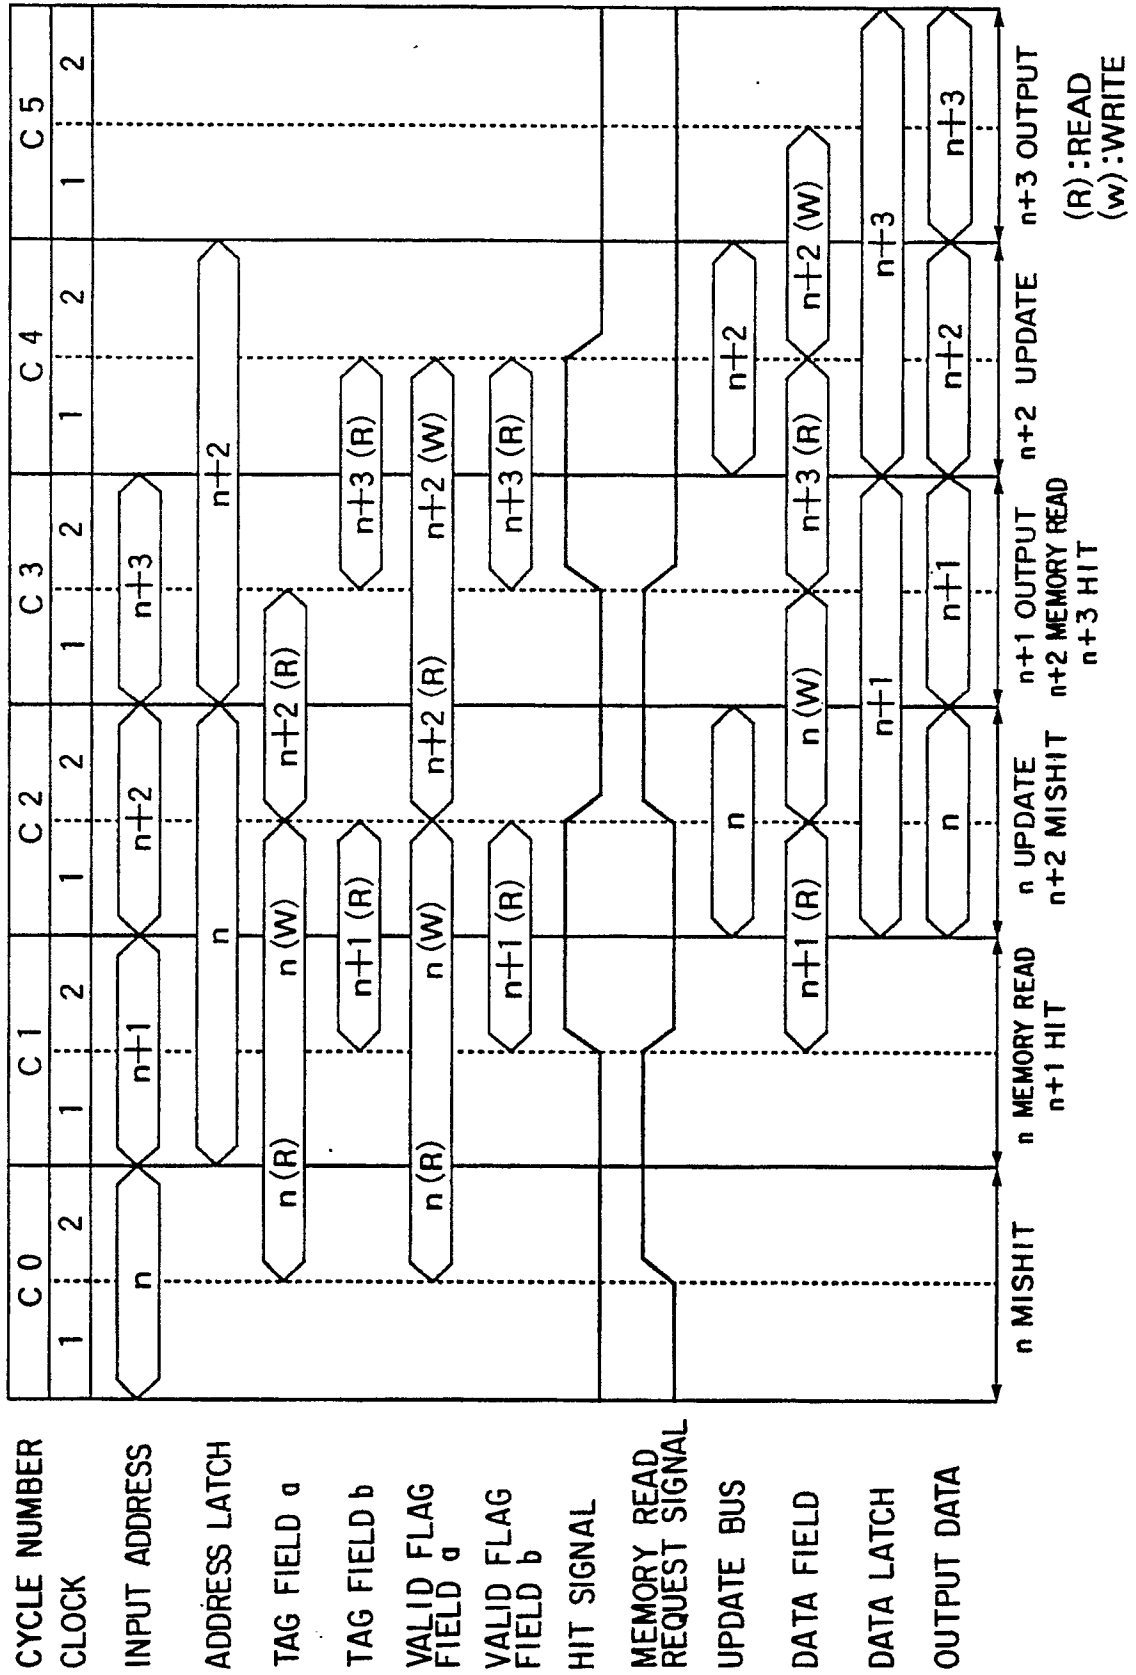 CYCLE NUMBER C 0 C 1 C 2 C 3 C 4 C 5
CLOCK 1 2 1 2 1 2 1 2 1 2 1 2
INPUT ADDRESS n n+1 n+2 n+3
ADDRESS LATCH n n+2
TAG FIELD a n (R) n (W) n+2 (R)
TAG FIELD b n+1 (R) n+3 (R)
VALID FLAG
FIELD a n (R) n (W) n+2 (R) n+2 (W)
VALID FLAG
FIELD b n+1 (R) n+3 (R)
HIT SIGNAL
MEMORY READ
REQUEST SIGNAL
UPDATE BUS n n+2
DATA FIELD n+1 (R) n (W) n+3 (R) n+2 (W)
DATA LATCH n+1 n+3
OUTPUT DATA n n+1 n+2 n+3
n MISHIT
n MEMORY READ
n+1 HIT
n UPDATE
n+2 MISHIT
n+1 OUTPUT
n+2 MEMORY READ
n+3 HIT
n+2 UPDATE
n+3 OUTPUT
(R) :READ
(w) :WRITE